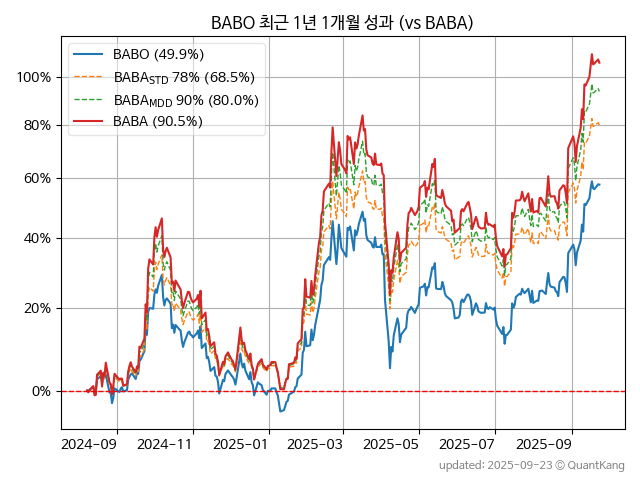 BABO 최근 1년 1개월 성과 (vs BABA)
BABO (49.9%)
BABA_STD 78% (68.5%)
BABA_MDD 90% (80.0%)
BABA (90.5%)
100%
80%
60%
40%
20%
0%
2024-09 2024-11 2025-01 2025-03 2025-05 2025-07 2025-09
updated: 2025-09-23 © QuantKang